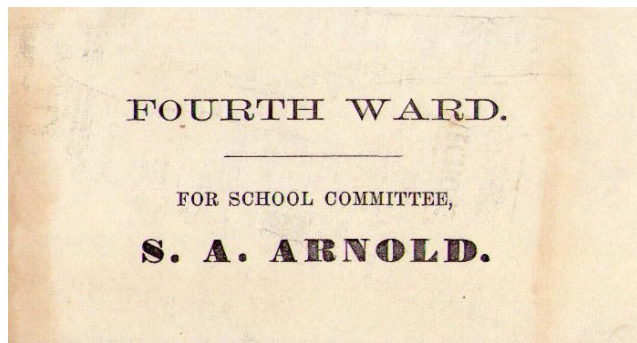 FOURTH WARD.
FOR SCHOOL COMMITTEE,
S. A. ARNOLD.